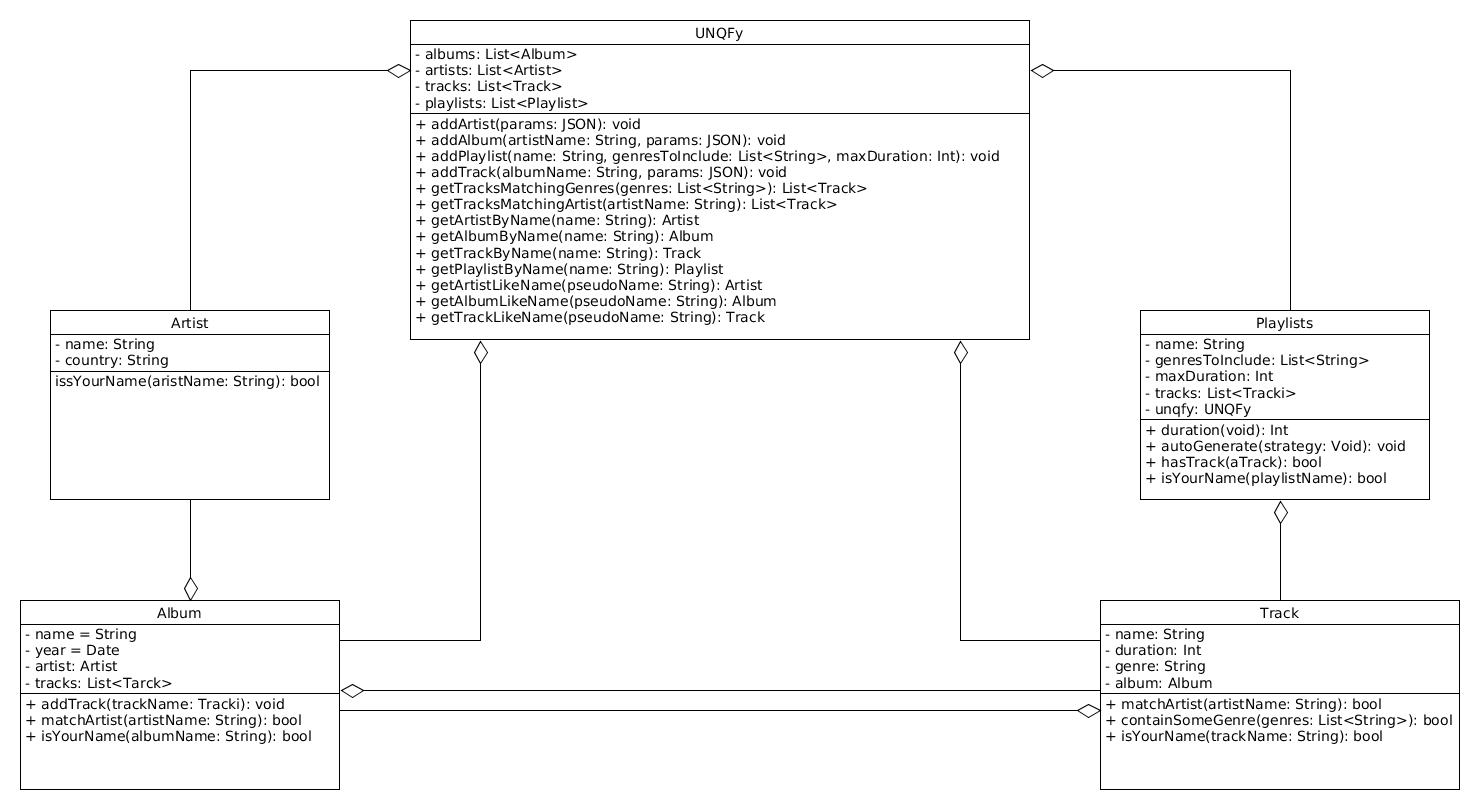 UNQFy
- albums: List<Album>
- artists: List<Artist>
- tracks: List<Track>
- playlists: List<Playlist>
+ addArtist(params: JSON): void
+ addAlbum(artistName: String, params: JSON): void
+ addPlaylist(name: String, genresToInclude: List<String>, maxDuration: Int): void
+ addTrack(albumName: String, params: JSON): void
+ getTracksMatchingGenres(genres: List<String>): List<Track>
+ getTracksMatchingArtist(artistName: String): List<Track>
+ getArtistByName(name: String): Artist
+ getAlbumByName(name: String): Album
+ getTrackByName(name: String): Track
+ getPlaylistByName(name: String): Playlist
+ getArtistLikeName(pseudoName: String): Artist
+ getAlbumLikeName(pseudoName: String): Album
+ getTrackLikeName(pseudoName: String): Track
Artist
- name: String
- country: String
issYourName(aristName: String): bool
Playlists
- name: String
- genresToInclude: List<String>
- maxDuration: Int
- tracks: List<Tracki>
- unqfy: UNQFy
+ duration(void): Int
+ autoGenerate(strategy: Void): void
+ hasTrack(aTrack): bool
+ isYourName(playlistName): bool
Album
- name = String
- year = Date
- artist: Artist
- tracks: List<Tarck>
+ addTrack(trackName: Tracki): void
+ matchArtist(artistName: String): bool
+ isYourName(albumName: String): bool
Track
- name: String
- duration: Int
- genre: String
- album: Album
+ matchArtist(artistName: String): bool
+ containSomeGenre(genres: List<String>): bool
+ isYourName(trackName: String): bool